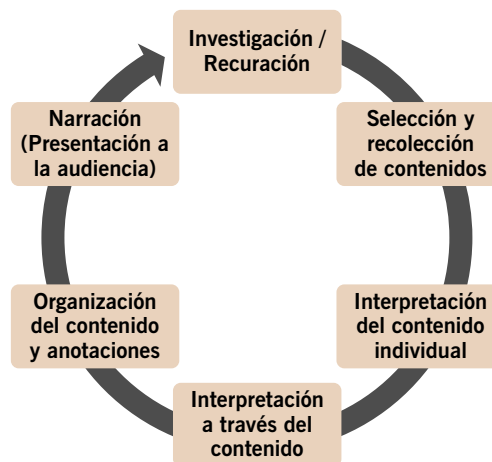 Investigación /
Recuración
Selección y
recolección
de contenidos
Interpretación
del contenido
individual
Interpretación
a través del
contenido
Organización
del contenido
y anotaciones
Narración
(Presentación a
la audiencia)